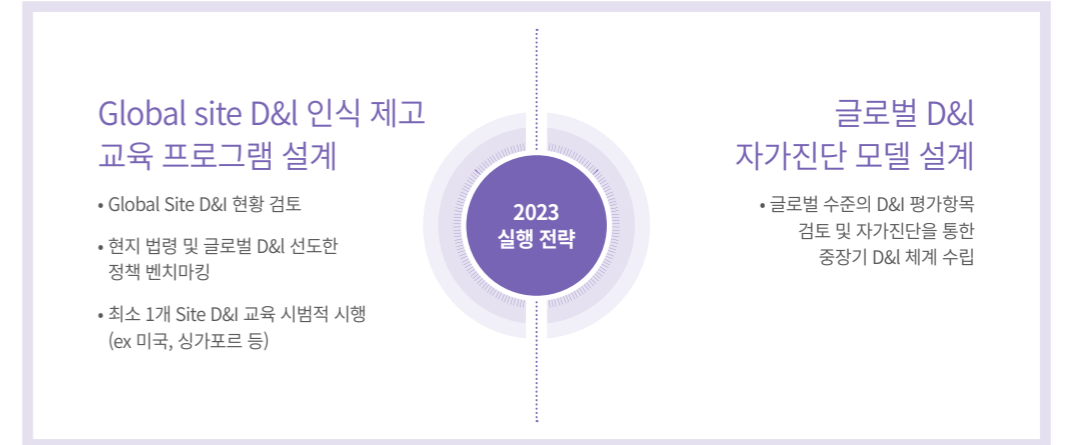 Global site D&I 인식 제고
교육 프로그램 설계
• Global Site D&I 현황 검토
• 현지 법령 및 글로벌 D&I 선도한
정책 벤치마킹
• 최소 1개 Site D&I 교육 시범적 시행
(ex 미국, 싱가포르 등)
2023
실행 전략
글로벌 D&I
자가진단 모델 설계
• 글로벌 수준의 D&I 평가항목
검토 및 자가진단을 통한
중장기 D&I 체계 수립